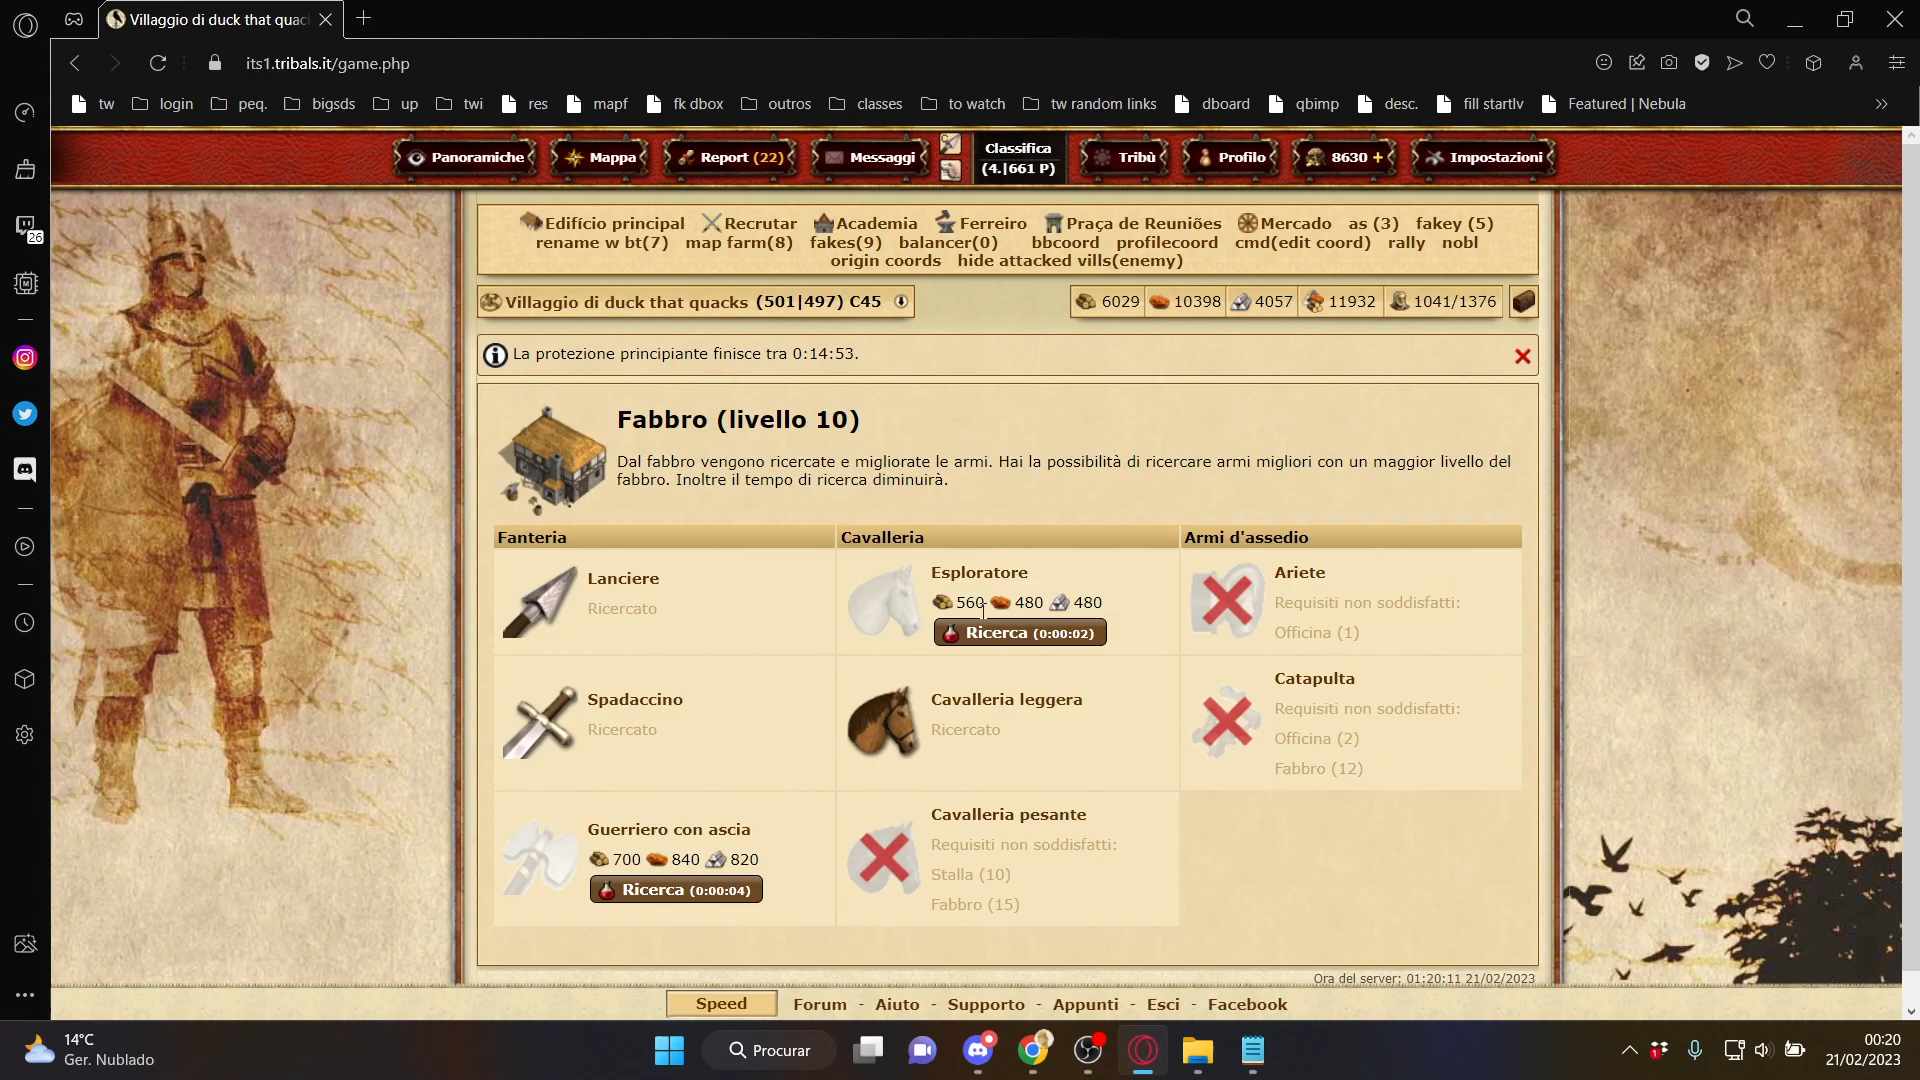 Villaggio di duck that quac
its1.tribals.it/game.php
tw login peq. bigsds up twi res mapf fk dbox outros classes to watch tw random links dboard qbimp desc. fill startlv Featured | Nebula
26
Panoramiche Mappa Report (22) Messaggi Classifica (4.|661 P) Tribù Profilo 8630 + Impostazioni
Edifício principal Recrutar Academia Ferreiro Praça de Reuniões Mercado as (3) fakey (5)
rename w bt(7) map farm(8) fakes(9) balancer(0) bbcoord profilecoord cmd(edit coord) rally nobl
origin coords hide attacked vills(enemy)
Villaggio di duck that quacks (501|497) C45
6029 10398 4057 11932 1041/1376
La protezione principiante finisce tra 0:14:53.
Fabbro (livello 10)
Dal fabbro vengono ricercate e migliorate le armi. Hai la possibilità di ricercare armi migliori con un maggior livello del
fabbro. Inoltre il tempo di ricerca diminuirà.
Fanteria Cavalleria Armi d'assedio
Lanciere
Ricercato
Esploratore
560 480 480
Ricerca (0:00:02)
Ariete
Requisiti non soddisfatti:
Officina (1)
Spadaccino
Ricercato
Cavalleria leggera
Ricercato
Catapulta
Requisiti non soddisfatti:
Officina (2)
Fabbro (12)
Guerriero con ascia
700 840 820
Ricerca (0:00:04)
Cavalleria pesante
Requisiti non soddisfatti:
Stalla (10)
Fabbro (15)
Ora del server: 01:20:11 21/02/2023
Speed Forum - Aiuto - Supporto - Appunti - Esci - Facebook
14°C
Ger. Nublado
Procurar
1
00:20
21/02/2023